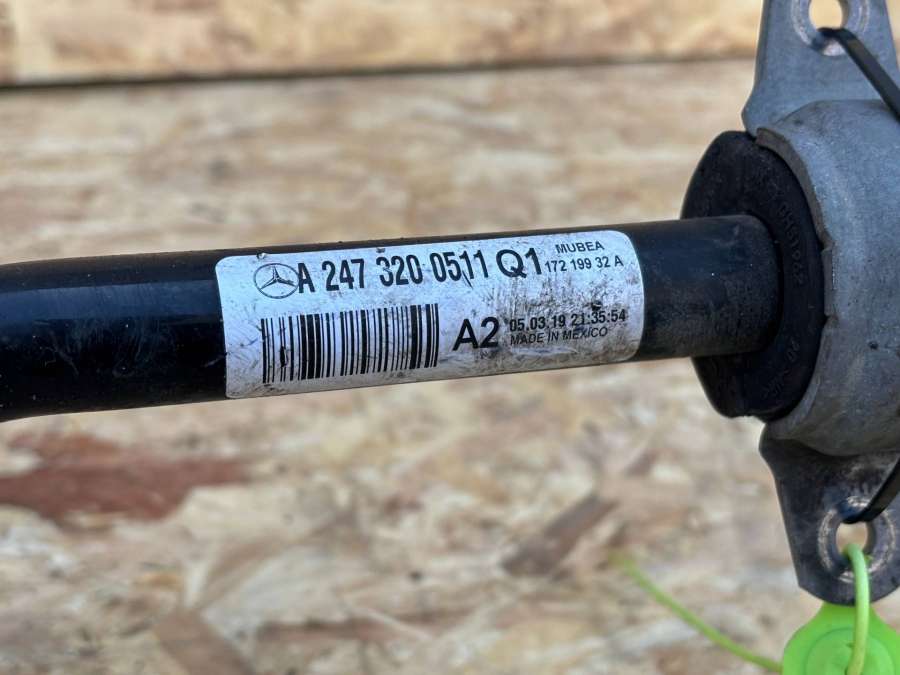 A 247 320 0511 Q1
MUBEA
172 199 32 A
A2
05.03.19 21:35:54
MADE IN MEXICO